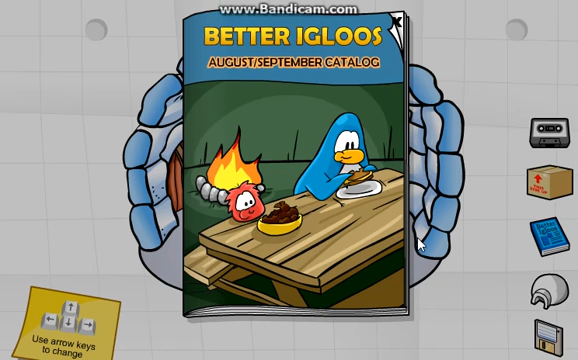 www.Bandicam.com
BETTER IGLOOS
AUGUST/SEPTEMBER CATALOG
X
Use arrow keys
to change